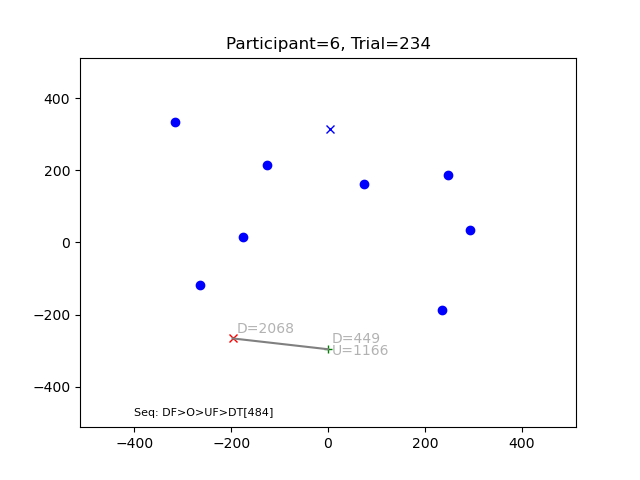 Participant=6, Trial=234
400
200
0
−200
−400
D=2068
D=449
U=1166
Seq: DF>O>UF>DT[484]
−400 −200 0 200 400